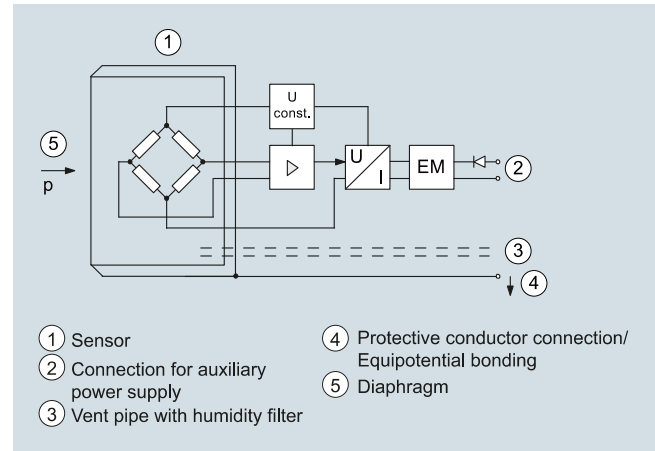 1
U
const.
5
p
U
I
EM
2
3
4
1 Sensor
2 Connection for auxiliary
power supply
3 Vent pipe with humidity filter
4 Protective conductor connection/
Equipotential bonding
5 Diaphragm